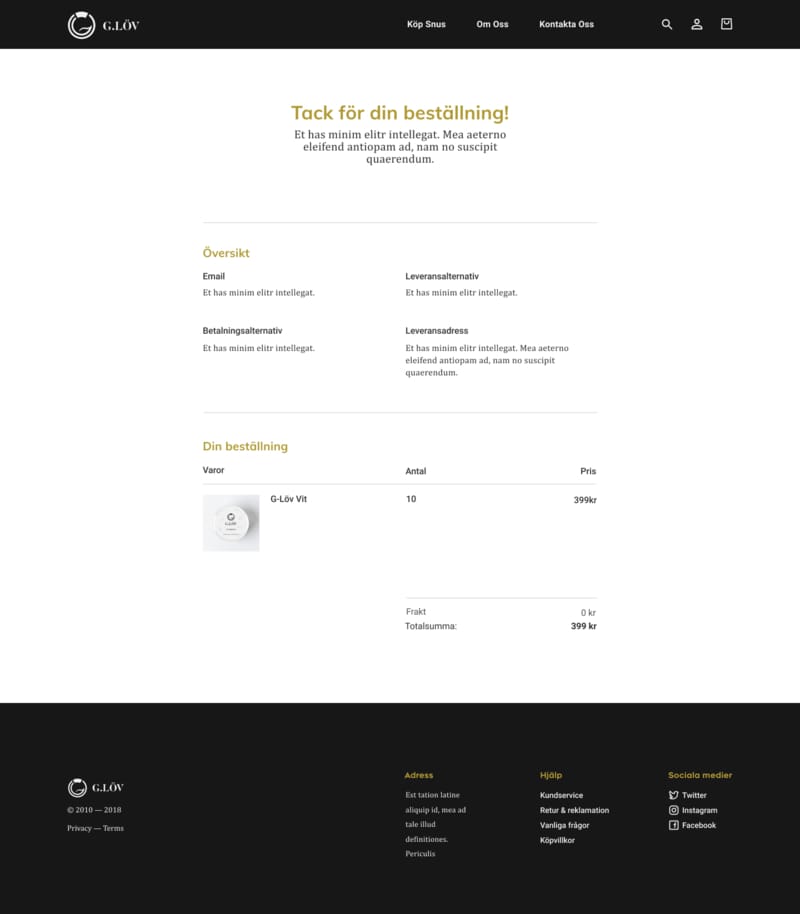 G.LÖV
Köp Snus
Om Oss
Kontakta Oss
Tack för din beställning!
Et has minim elitr intellegat. Mea aeterno
eleifend antiopam ad, nam no suscipit
quaerendum.
Översikt
Email
Et has minim elitr intellegat.
Leveransalternativ
Et has minim elitr intellegat.
Betalningsalternativ
Et has minim elitr intellegat.
Leveransadress
Et has minim elitr intellegat. Mea aeterno
eleifend antiopam ad, nam no suscipit
quaerendum.
Din beställning
Varor
Antal
Pris
G.LÖV
G-Löv Vit
10
399kr
Frakt
0 kr
Totalsumma:
399 kr
G.LÖV
© 2010 — 2018
Privacy — Terms
Adress
Est tation latine
aliquip id, mea ad
tale illud
definitiones.
Periculis
Hjälp
Kundservice
Retur & reklamation
Vanliga frågor
Köpvillkor
Sociala medier
Twitter
Instagram
Facebook